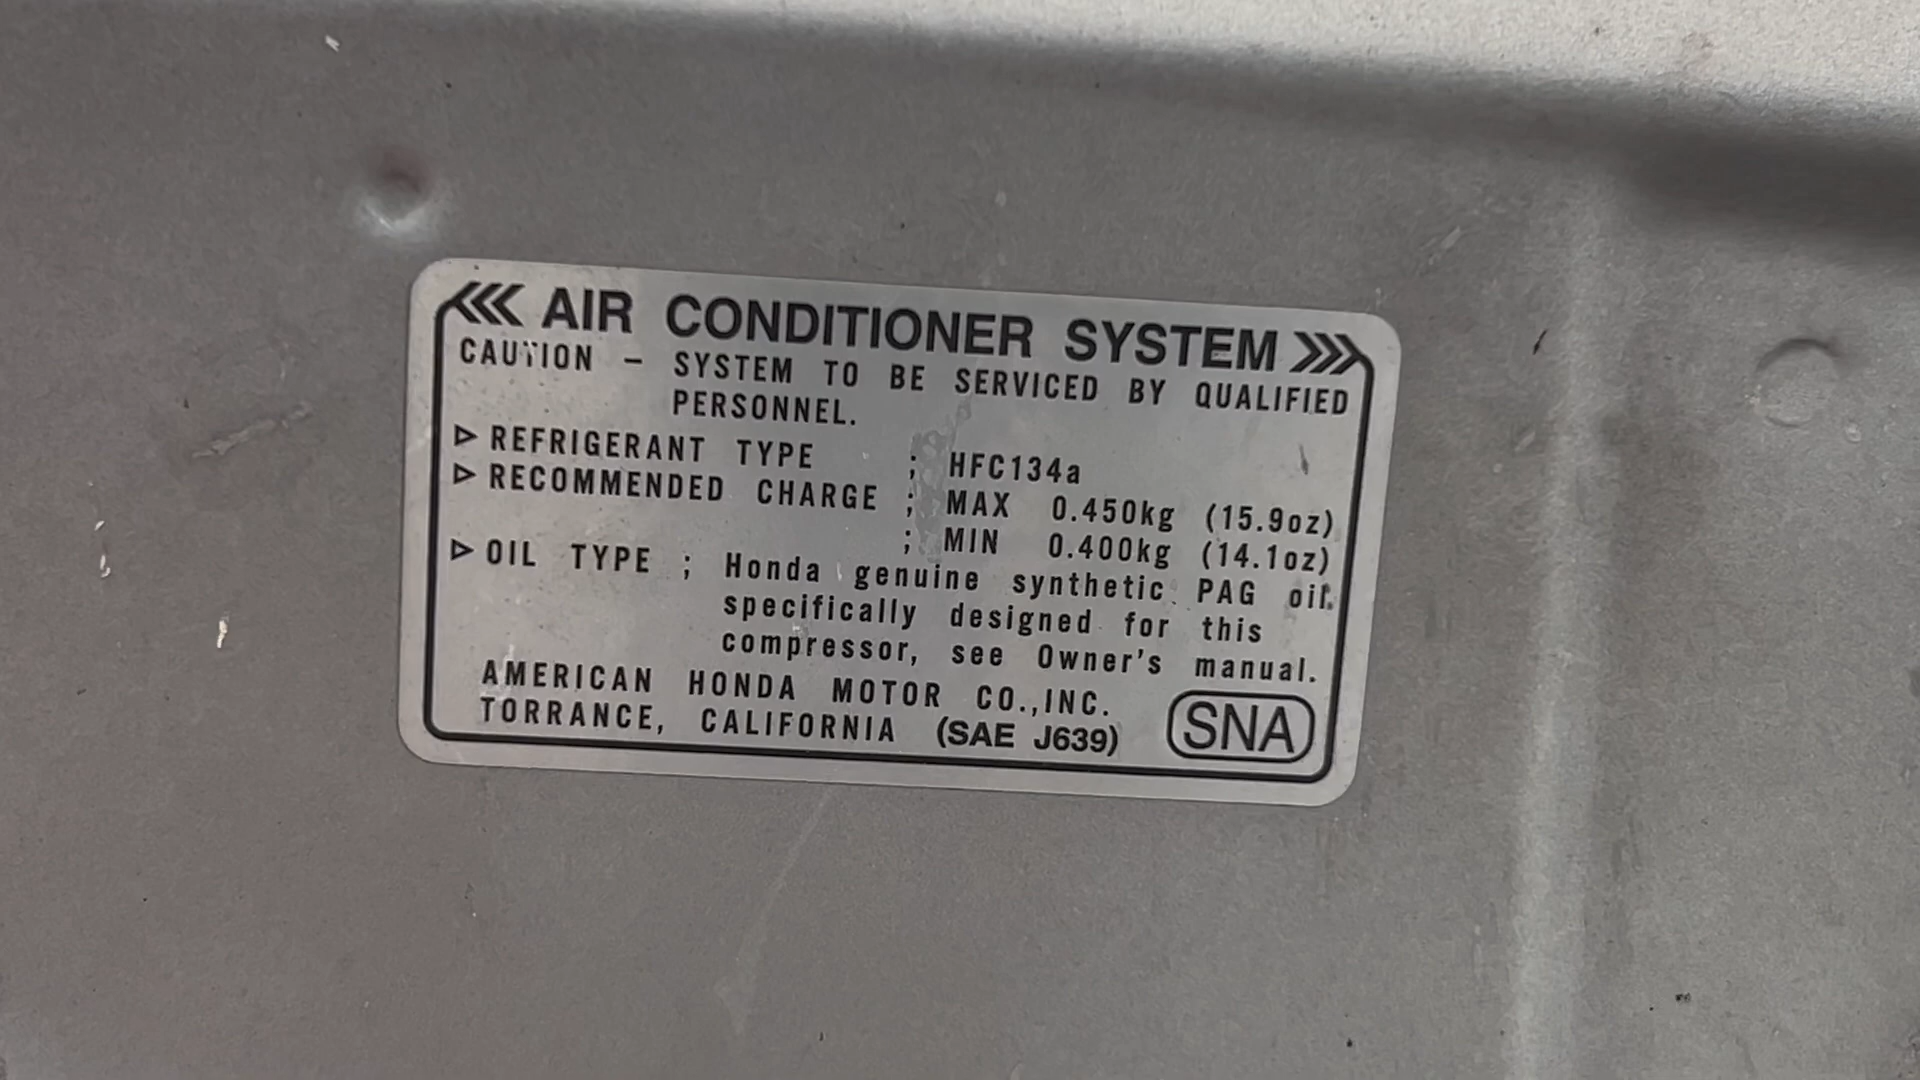 AIR CONDITIONER SYSTEM
CAUTION – SYSTEM TO BE SERVICED BY QUALIFIED
PERSONNEL.
▷ REFRIGERANT TYPE ; HFC134a
▷ RECOMMENDED CHARGE ; MAX 0.450kg (15.9oz)
; MIN 0.400kg (14.1oz)
▷ OIL TYPE ; Honda genuine synthetic PAG oil
specifically designed for this
compressor, see Owner's manual.
AMERICAN HONDA MOTOR CO.,INC.
TORRANCE, CALIFORNIA (SAE J639) SNA